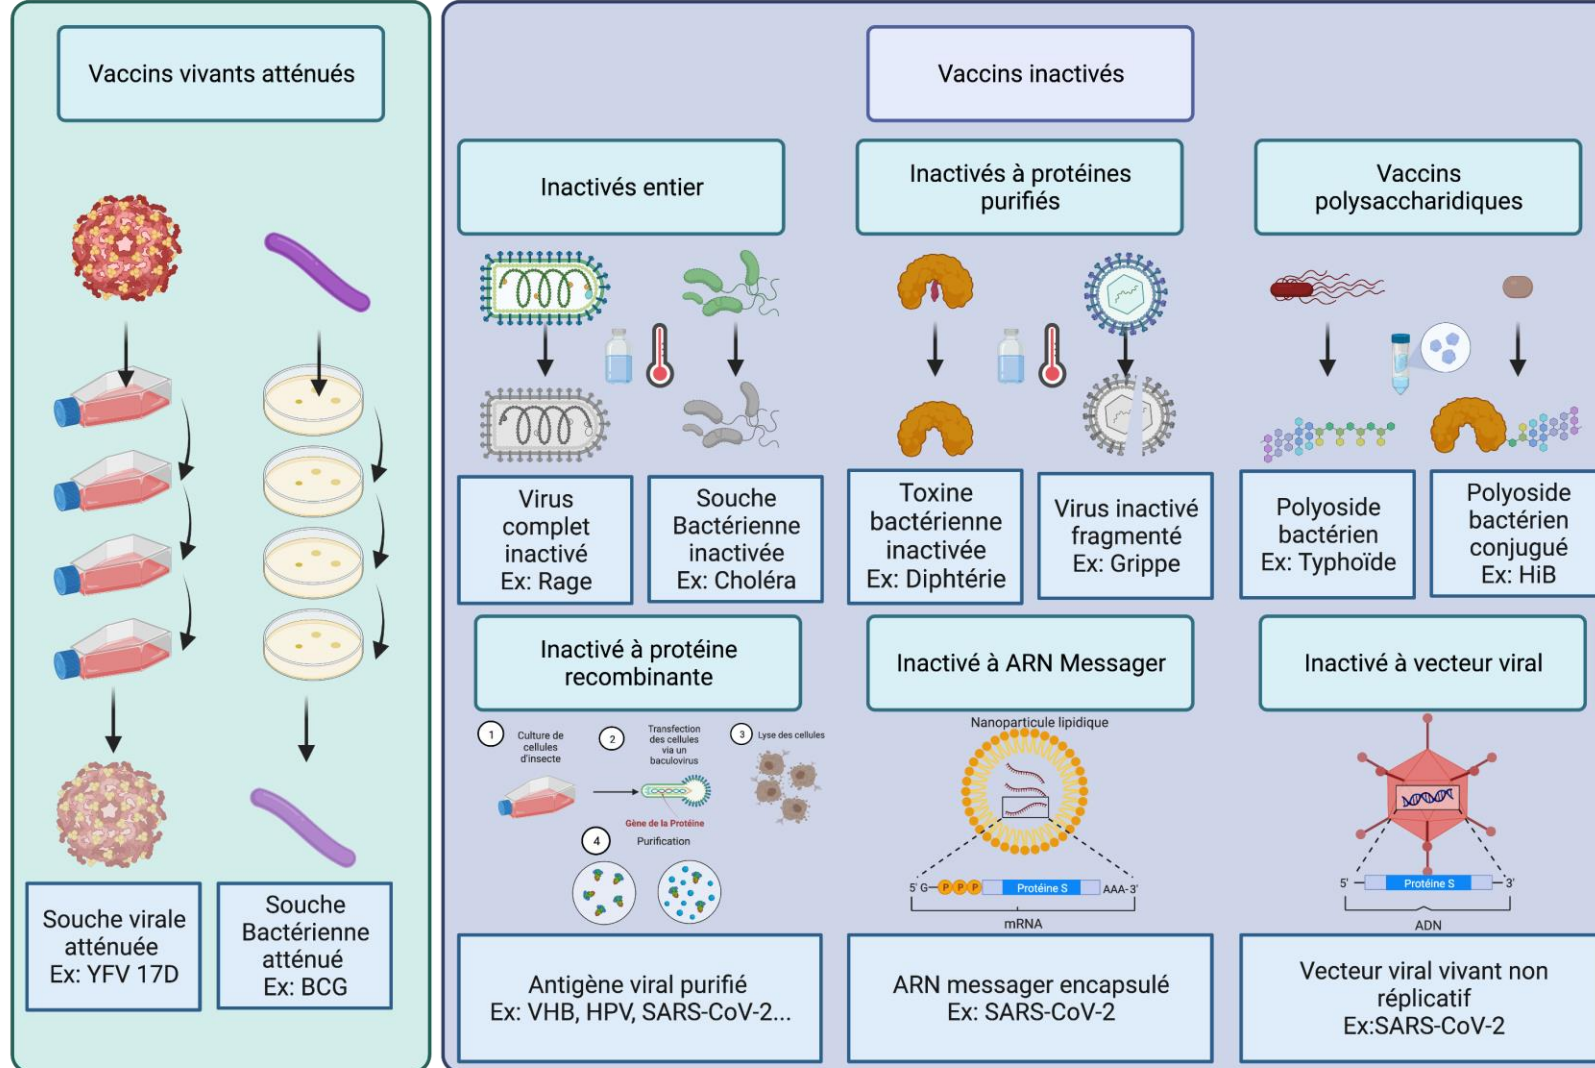 Vaccins vivants atténués
Souche virale
atténuée
Ex: YFV 17D
Souche
Bactérienne
atténué
Ex: BCG
Vaccins inactivés
Inactivés entier
Virus
complet
inactivé
Ex: Rage
Souche
Bactérienne
inactivée
Ex: Choléra
Inactivés à protéines
purifiés
Toxine
bactérienne
inactivée
Ex: Diphtérie
Virus inactivé
fragmenté
Ex: Grippe
Vaccins
polysaccharidiques
Polyoside
bactérien
Ex: Typhoïde
Polyoside
bactérien
conjugué
Ex: HiB
Inactivé à protéine
recombinante
1
Culture de
cellules
d'insecte
2
Transfection
des cellules
via un
baculovirus
Gène de la Protéine
3
Lyse des cellules
4
Purification
Antigène viral purifié
Ex: VHB, HPV, SARS-CoV-2...
Inactivé à ARN Messager
Nanoparticule lipidique
5' G P P P Protéine S AAA-3'
mRNA
ARN messager encapsulé
Ex: SARS-CoV-2
Inactivé à vecteur viral
5' Protéine S 3'
ADN
Vecteur viral vivant non
réplicatif
Ex:SARS-CoV-2